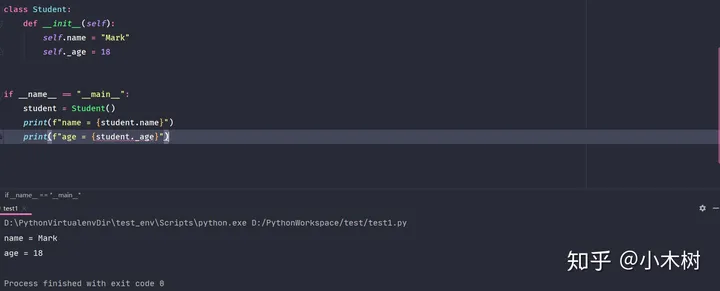 class Student:
def __init__(self):
self.name = "Mark"
self._age = 18
if __name__ == "__main__":
student = Student()
print(f"name = {student.name}")
print(f"age = {student._age}")
if __name__ == "__main__"
test1
D:\PythonVirtualenvDir\test_env\Scripts\python.exe D:/PythonWorkspace/test/test1.py
name = Mark
age = 18
Process finished with exit code 0
知乎 @小木树